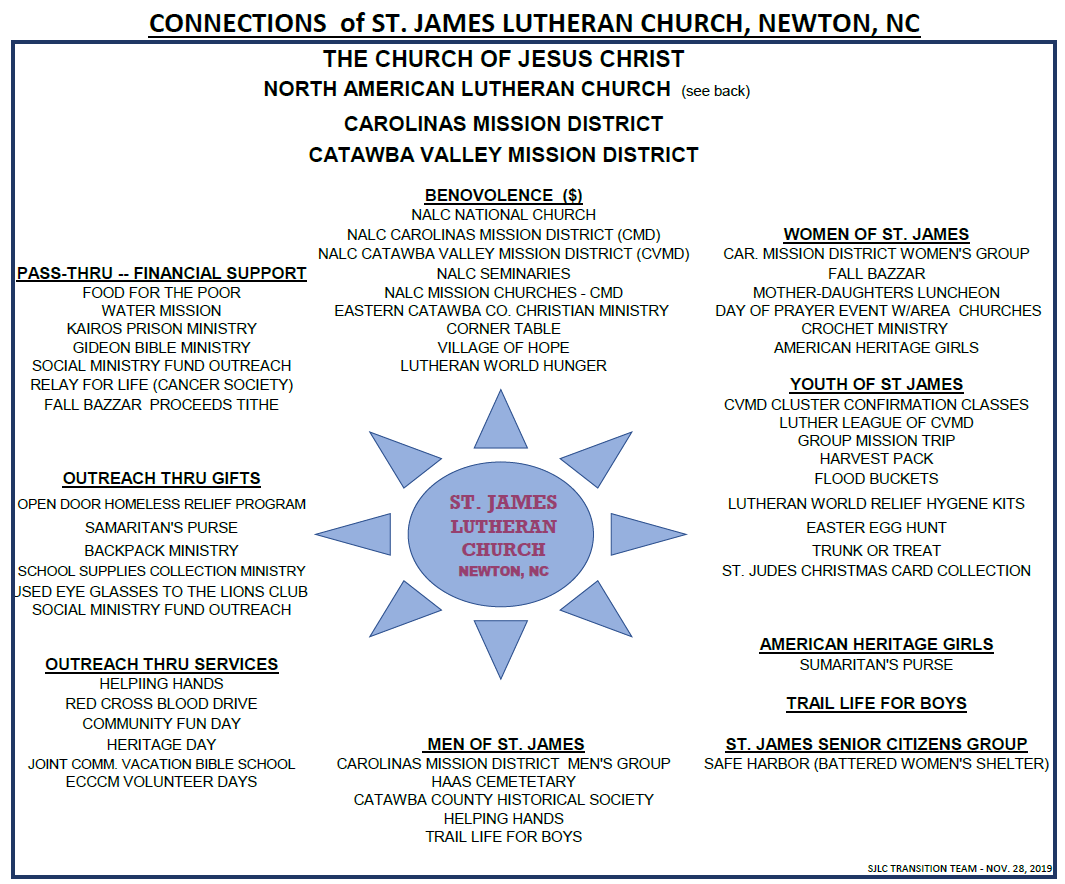 CONNECTIONS of ST. JAMES LUTHERAN CHURCH, NEWTON, NC
THE CHURCH OF JESUS CHRIST
NORTH AMERICAN LUTHERAN CHURCH (see back)
CAROLINAS MISSION DISTRICT
CATAWBA VALLEY MISSION DISTRICT
BENOVOLENCE ($)
NALC NATIONAL CHURCH
NALC CAROLINAS MISSION DISTRICT (CMD)
NALC CATAWBA VALLEY MISSION DISTRICT (CVMD)
NALC SEMINARIES
NALC MISSION CHURCHES - CMD
EASTERN CATAWBA CO. CHRISTIAN MINISTRY
CORNER TABLE
VILLAGE OF HOPE
LUTHERAN WORLD HUNGER
PASS-THRU -- FINANCIAL SUPPORT
FOOD FOR THE POOR
WATER MISSION
KAIROS PRISON MINISTRY
GIDEON BIBLE MINISTRY
SOCIAL MINISTRY FUND OUTREACH
RELAY FOR LIFE (CANCER SOCIETY)
FALL BAZZAR PROCEEDS TITHE
OUTREACH THRU GIFTS
OPEN DOOR HOMELESS RELIEF PROGRAM
SAMARITAN'S PURSE
BACKPACK MINISTRY
SCHOOL SUPPLIES COLLECTION MINISTRY
USED EYE GLASSES TO THE LIONS CLUB
SOCIAL MINISTRY FUND OUTREACH
OUTREACH THRU SERVICES
HELPIING HANDS
RED CROSS BLOOD DRIVE
COMMUNITY FUN DAY
HERITAGE DAY
JOINT COMM. VACATION BIBLE SCHOOL
ECCCM VOLUNTEER DAYS
ST. JAMES
LUTHERAN
CHURCH
NEWTON, NC
MEN OF ST. JAMES
CAROLINAS MISSION DISTRICT MEN'S GROUP
HAAS CEMETETARY
CATAWBA COUNTY HISTORICAL SOCIETY
HELPING HANDS
TRAIL LIFE FOR BOYS
WOMEN OF ST. JAMES
CAR. MISSION DISTRICT WOMEN'S GROUP
FALL BAZZAR
MOTHER-DAUGHTERS LUNCHEON
DAY OF PRAYER EVENT W/AREA CHURCHES
CROCHET MINISTRY
AMERICAN HERITAGE GIRLS
YOUTH OF ST JAMES
CVMD CLUSTER CONFIRMATION CLASSES
LUTHER LEAGUE OF CVMD
GROUP MISSION TRIP
HARVEST PACK
FLOOD BUCKETS
LUTHERAN WORLD RELIEF HYGENE KITS
EASTER EGG HUNT
TRUNK OR TREAT
ST. JUDES CHRISTMAS CARD COLLECTION
AMERICAN HERITAGE GIRLS
SUMARITAN'S PURSE
TRAIL LIFE FOR BOYS
ST. JAMES SENIOR CITIZENS GROUP
SAFE HARBOR (BATTERED WOMEN'S SHELTER)
SJLC TRANSITION TEAM - NOV. 28, 2019